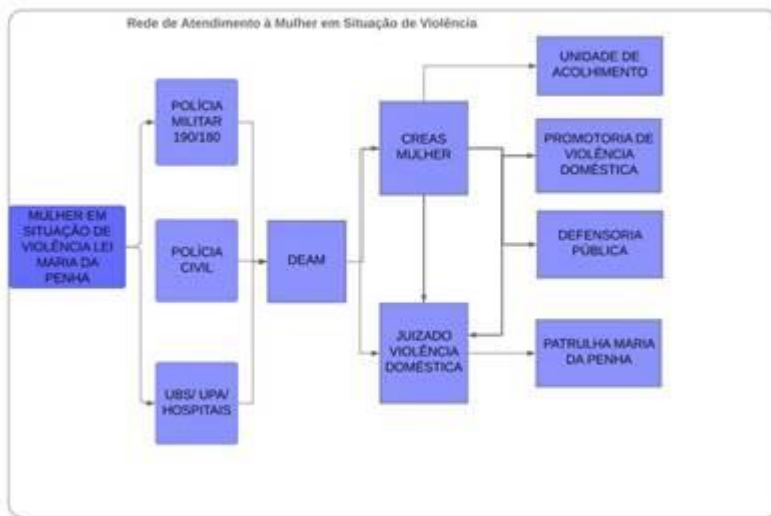 Rede de Atendimento à Mulher em Situação de Violência
MULHER EM
SITUAÇÃO DE
VIOLÊNCIA LEI
MARIA DA
PENHA
POLÍCIA
MILITAR
190/180
POLÍCIA
CIVIL
UBS/ UPA/
HOSPITAIS
DEAM
CREAS
MULHER
JUIZADO
VIOLÊNCIA
DOMÉSTICA
UNIDADE DE
ACOLHIMENTO
PROMOTORIA DE
VIOLÊNCIA
DOMÉSTICA
DEFENSORIA
PÚBLICA
PATRULHA MARIA
DA PENHA